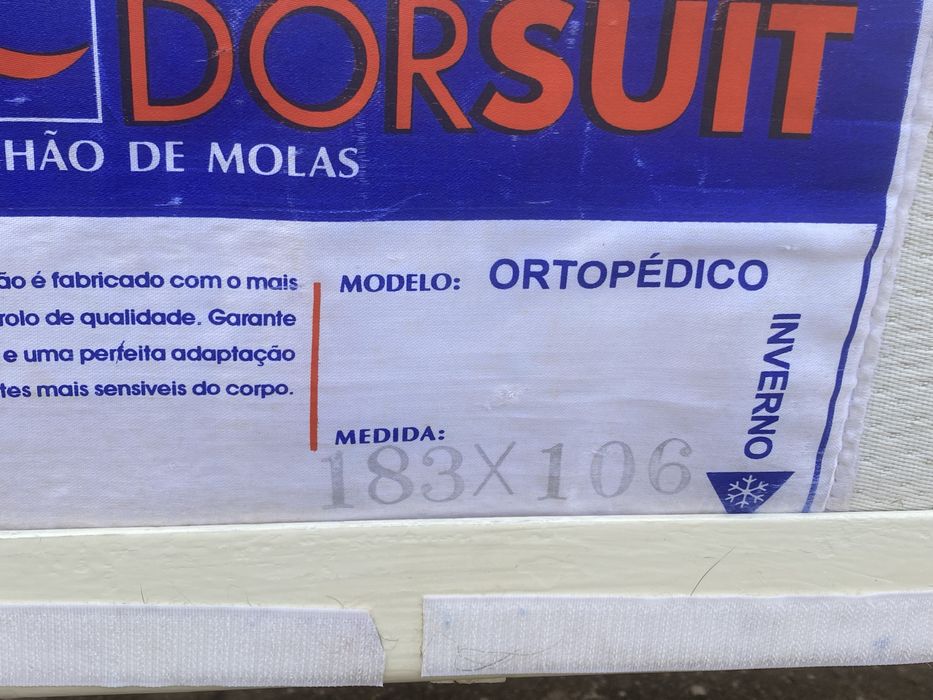 DORSUIT
HÃO DE MOLAS
ão é fabricado com o mais
rolo de qualidade. Garante
e uma perfeita adaptação
tes mais sensiveis do corpo.
MODELO: ORTOPÉDICO
INVERNO
MEDIDA:
183X106